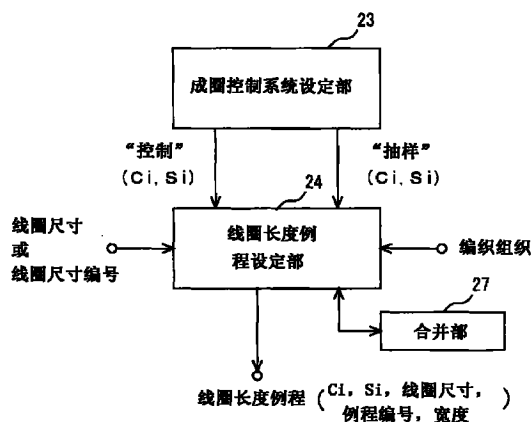 23
成圈控制系统设定部
“控制” “抽样”
(Ci, Si) (Ci, Si)
24
线圈尺寸
或
线圈尺寸编号
线圈长度例
程设定部
编织组织
27
合并部
线圈长度例程 (Ci, Si, 线圈尺寸,
例程编号, 宽度)